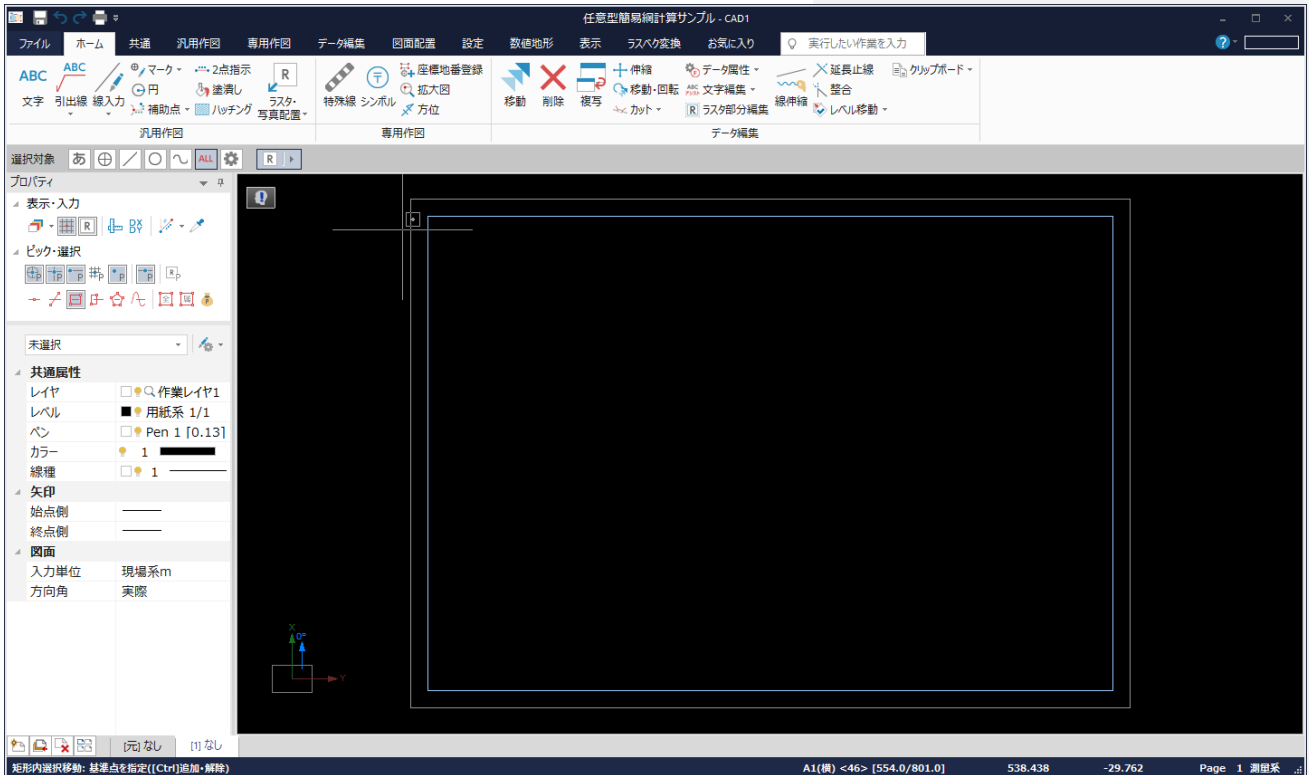 任意型簡易網計算サンプル - CAD1
ファイル ホーム 共通 汎用作図 専用作図 データ編集 図面配置 設定 数値地形 表示 ラスベク変換 お気に入り 実行したい作業を入力
ABC 文字
ABC 引出線
線入力
マーク
円
補助点
2点指示
塗潰し
ハッチング
R ラスタ・写真配置
汎用作図
特殊線
シンボル
座標地番登録
拡大図
方位
専用作図
移動
削除
複写
伸縮
移動・回転
カット
データ属性
文字編集
R ラスタ部分編集
線伸縮
延長止線
整合
レベル移動
クリップボード
データ編集
選択対象 あ ALL R
プロパティ
表示・入力
R
ピック・選択
P P P P P P R P
全 属 P
未選択
共通属性
レイヤ 作業レイヤ1
レベル 用紙系 1/1
ペン Pen 1 [0.13]
カラー 1
線種 1
矢印
始点側
終点側
図面
入力単位 現場系m
方向角 実際
X
0°
Y
[元] なし [1] なし
矩形内選択移動: 基準点を指定([Ctrl]追加・解除) A1(横) <46> [554.0/801.0] 538.438 -29.762 Page 1 測量系